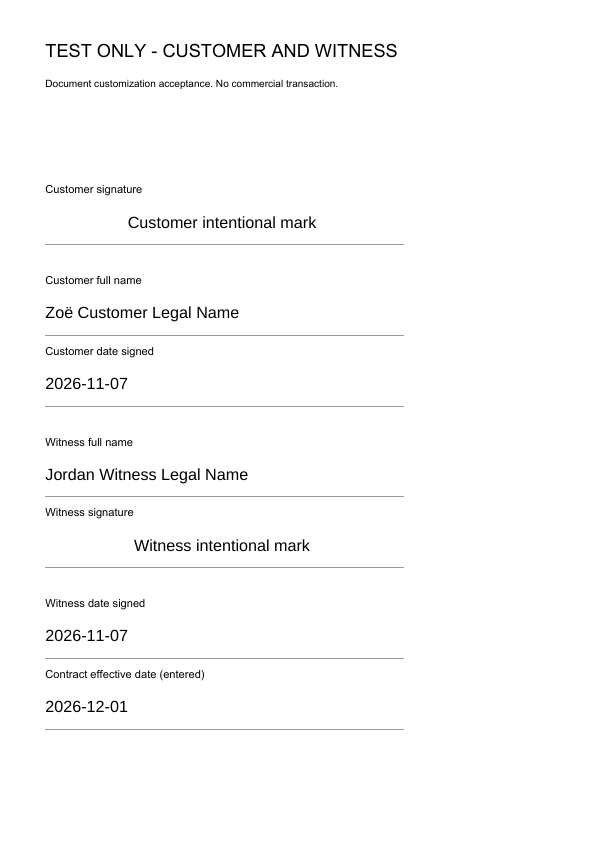 TEST ONLY - CUSTOMER AND WITNESS
Document customization acceptance. No commercial transaction.
Customer signature
Customer intentional mark
Customer full name
Zoë Customer Legal Name
Customer date signed
2026-11-07
Witness full name
Jordan Witness Legal Name
Witness signature
Witness intentional mark
Witness date signed
2026-11-07
Contract effective date (entered)
2026-12-01